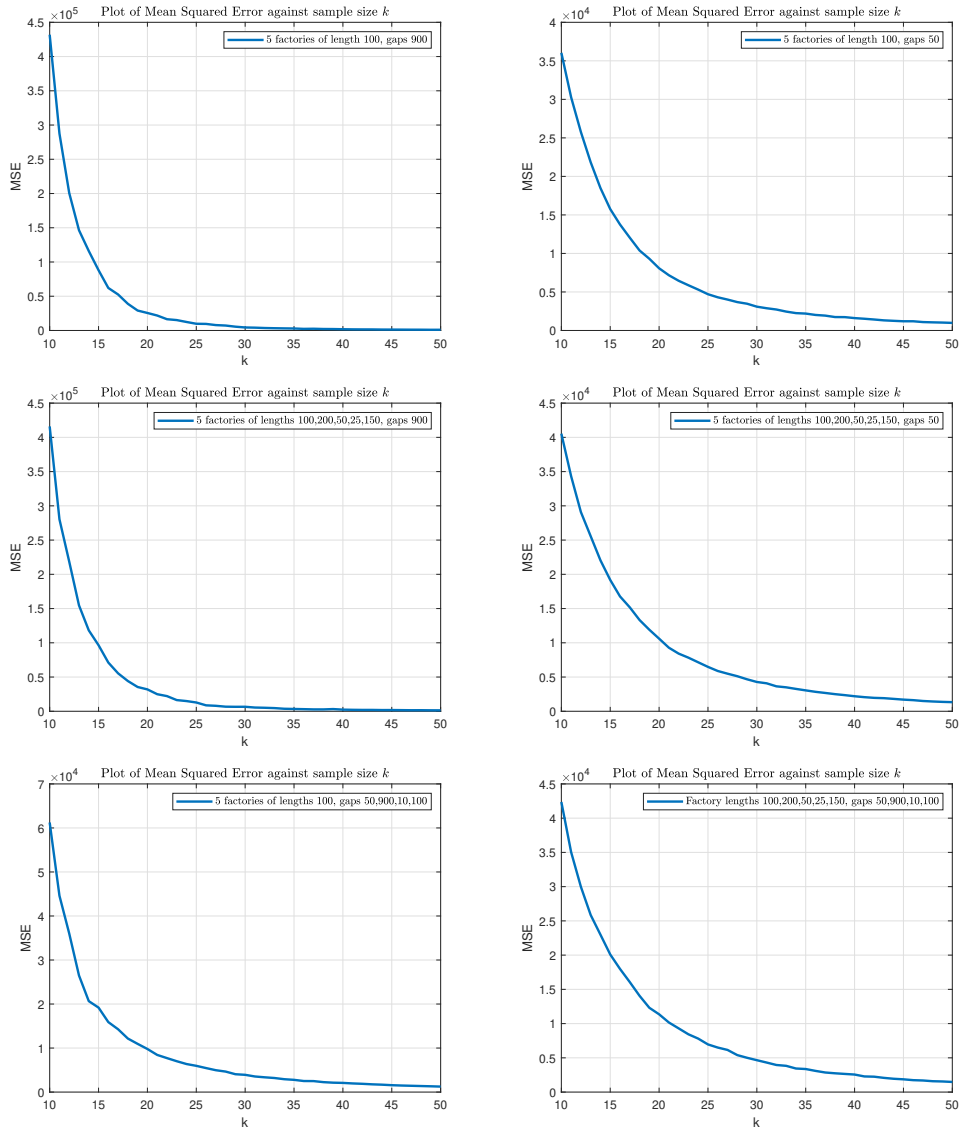 Plot of Mean Squared Error against sample size k
×10^5
5 factories of length 100, gaps 900
4.5
4
3.5
3
2.5
2
1.5
1
0.5
0
MSE
10 15 20 25 30 35 40 45 50
k
Plot of Mean Squared Error against sample size k
×10^4
5 factories of length 100, gaps 50
4
3.5
3
2.5
2
1.5
1
0.5
0
MSE
10 15 20 25 30 35 40 45 50
k
Plot of Mean Squared Error against sample size k
×10^5
5 factories of lengths 100,200,50,25,150, gaps 900
4.5
4
3.5
3
2.5
2
1.5
1
0.5
0
MSE
10 15 20 25 30 35 40 45 50
k
Plot of Mean Squared Error against sample size k
×10^4
5 factories of lengths 100,200,50,25,150, gaps 50
4.5
4
3.5
3
2.5
2
1.5
1
0.5
0
MSE
10 15 20 25 30 35 40 45 50
k
Plot of Mean Squared Error against sample size k
×10^4
5 factories of lengths 100, gaps 50,900,10,100
7
6
5
4
3
2
1
0
MSE
10 15 20 25 30 35 40 45 50
k
Plot of Mean Squared Error against sample size k
×10^4
Factory lengths 100,200,50,25,150, gaps 50,900,10,100
4.5
4
3.5
3
2.5
2
1.5
1
0.5
0
MSE
10 15 20 25 30 35 40 45 50
k